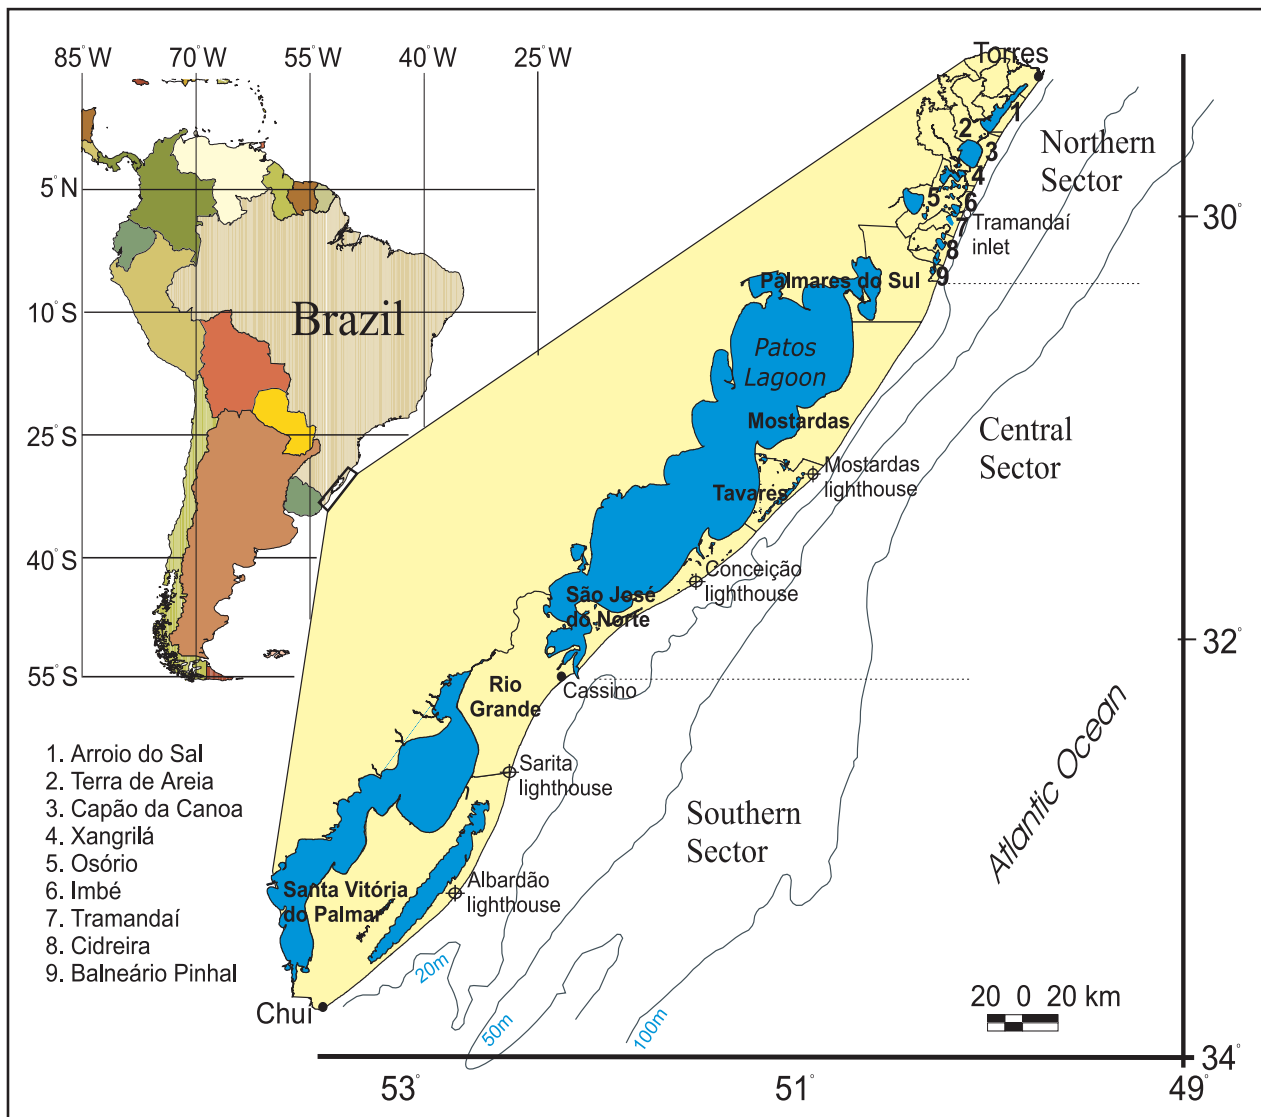 85°W 70°W 55°W 40°W 25°W
5°N
10°S
25°S
40°S
55°S
Brazil
Torres
1
2
3
4
5
6
7
8
9
Northern
Sector
30°
Tramandaí
inlet
Palmares do Sul
Patos
Lagoon
Mostardas
Central
Sector
Mostardas
lighthouse
Tavares
Conceição
lighthouse
São José
do Norte
32°
Cassino
Rio
Grande
Sarita
lighthouse
Southern
Sector
Atlantic Ocean
Albardão
lighthouse
Santa Vitória
do Palmar
1. Arroio do Sal
2. Terra de Areia
3. Capão da Canoa
4. Xangrilá
5. Osório
6. Imbé
7. Tramandaí
8. Cidreira
9. Balneário Pinhal
20m
50m
100m
Chuí
20 0 20 km
34°
53° 51° 49°